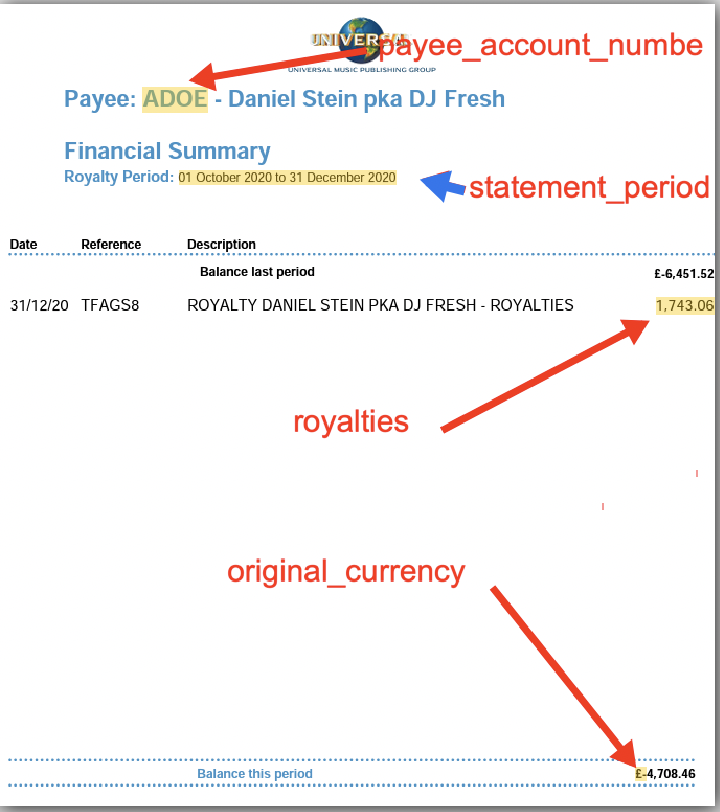 UNIVERSAL
payee_account_numbe
UNIVERSAL MUSIC PUBLISHING GROUP
Payee: ADOE - Daniel Stein pka DJ Fresh
Financial Summary
Royalty Period: 01 October 2020 to 31 December 2020
statement_period
Date Reference Description
Balance last period £-6,451.52
31/12/20 TFAGS8 ROYALTY DANIEL STEIN PKA DJ FRESH - ROYALTIES 1,743.06
royalties
original_currency
Balance this period £-4,708.46